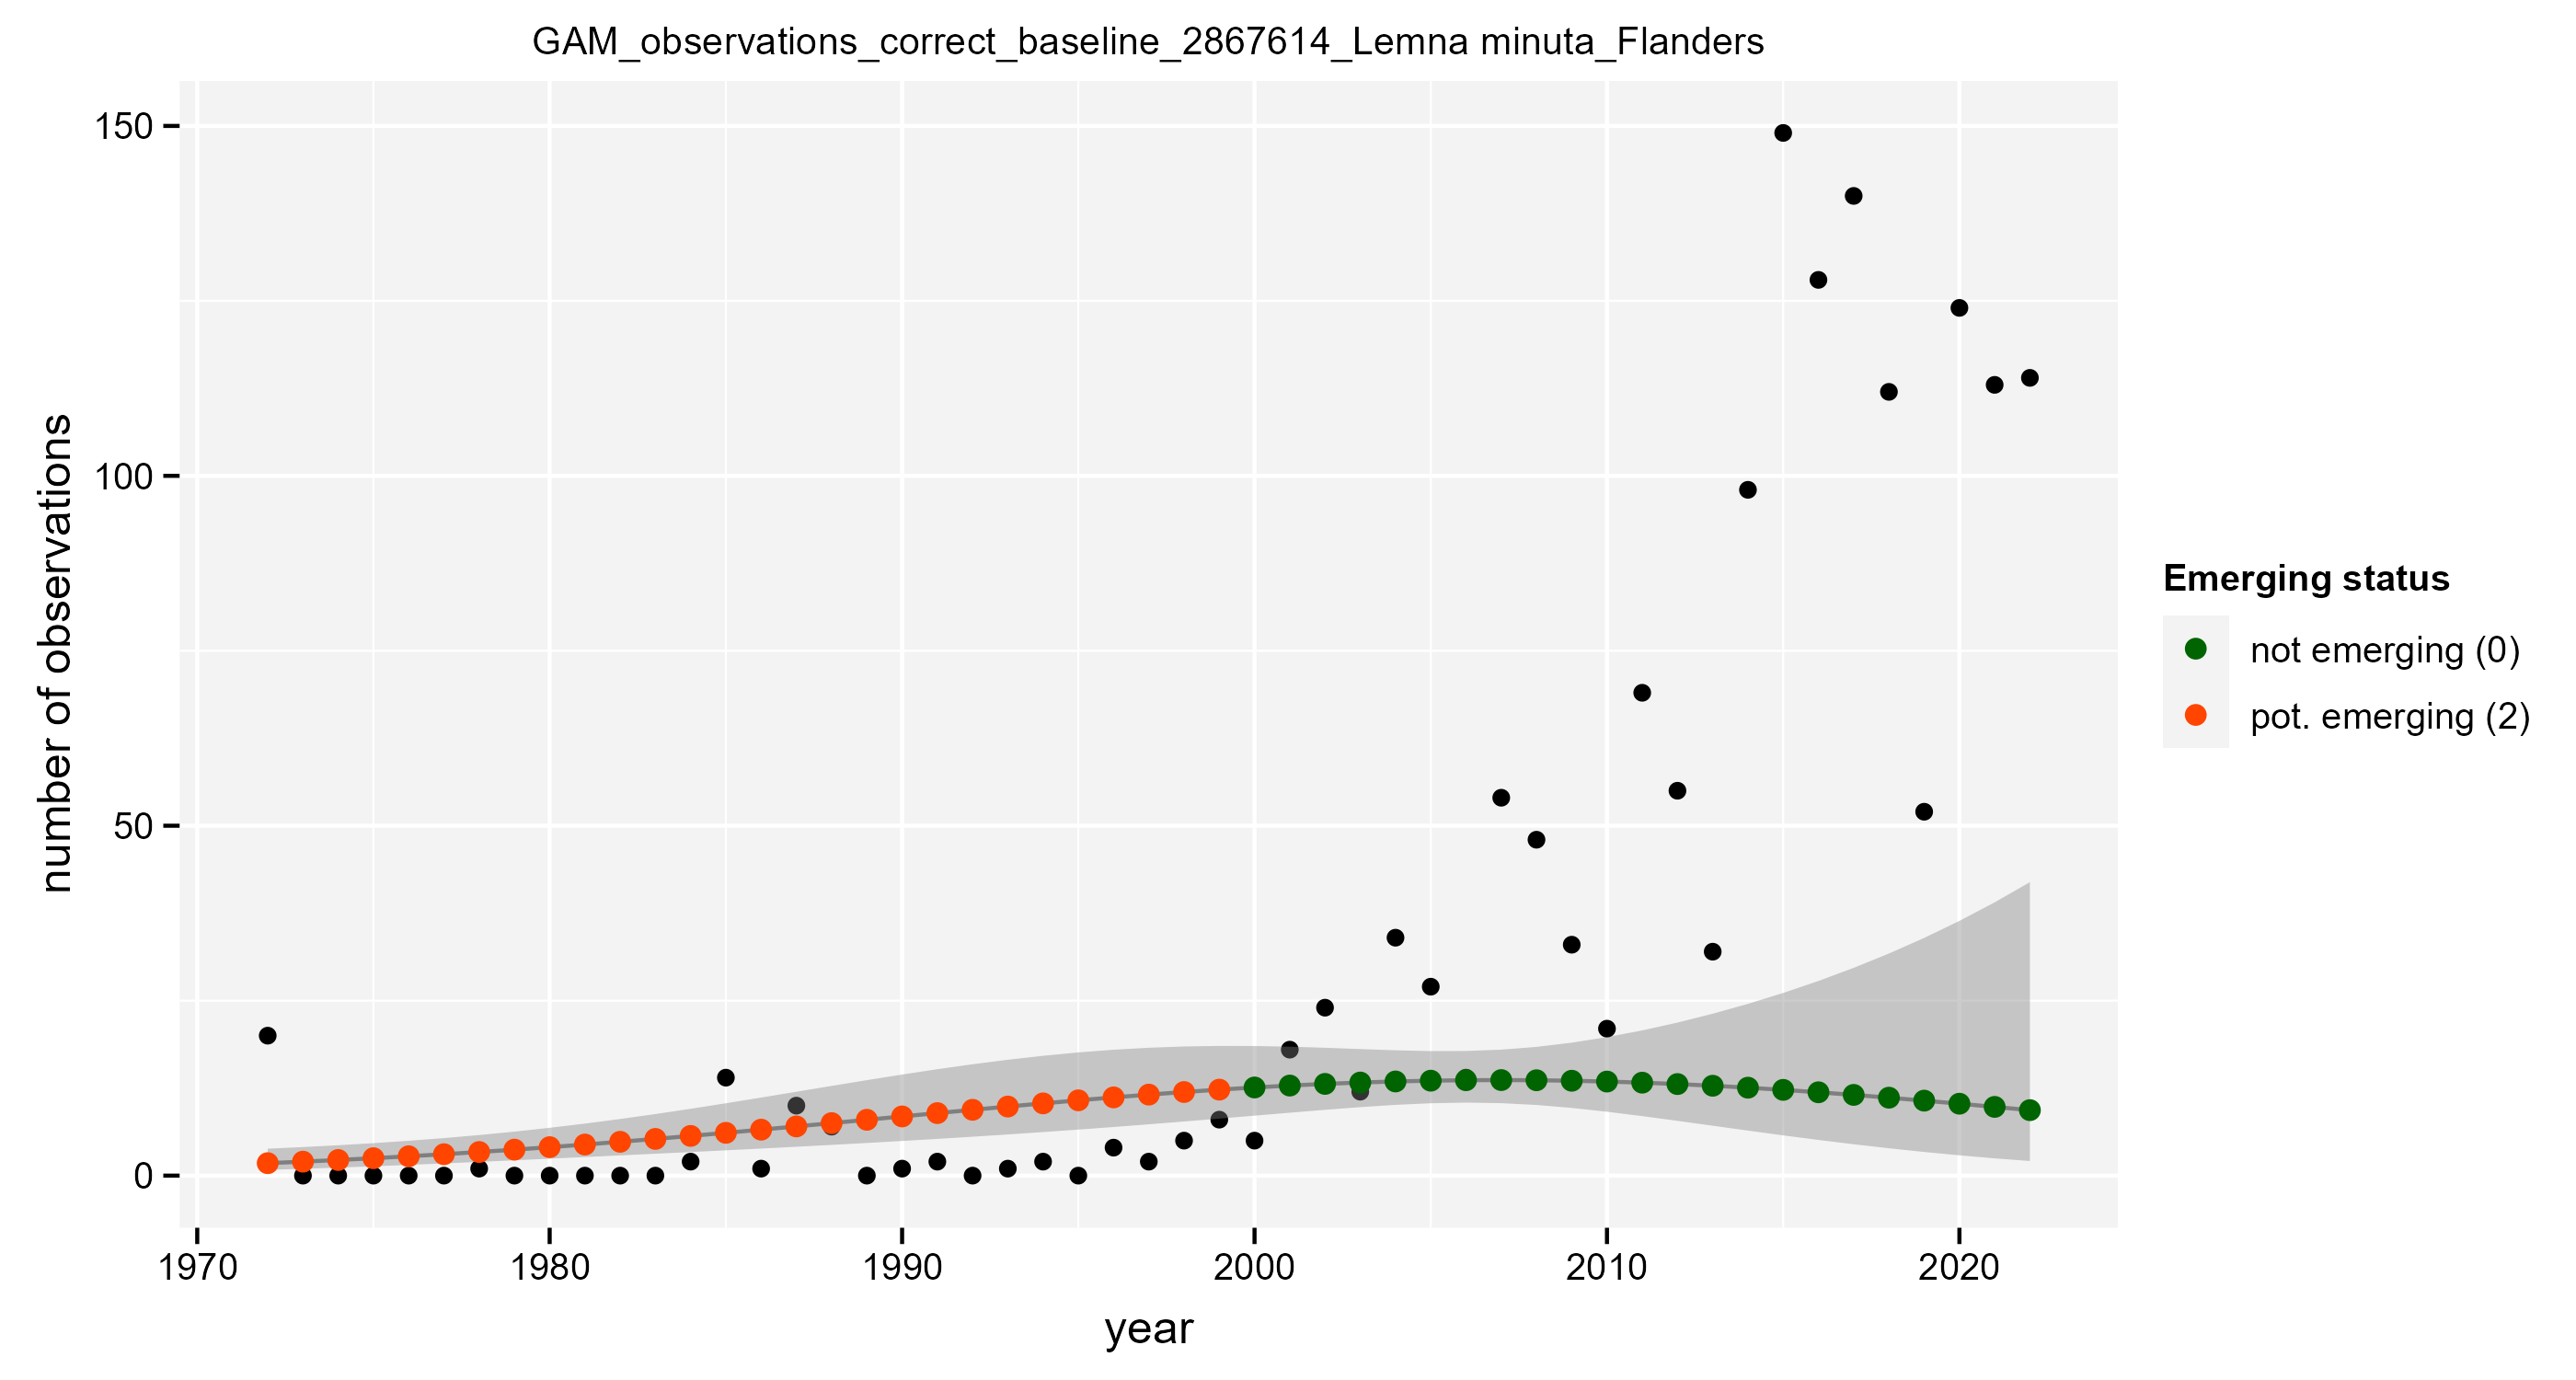 GAM_observations_correct_baseline_2867614_Lemna minuta_Flanders
150
100
50
0
number of observations
1970 1980 1990 2000 2010 2020
year
Emerging status
not emerging (0)
pot. emerging (2)